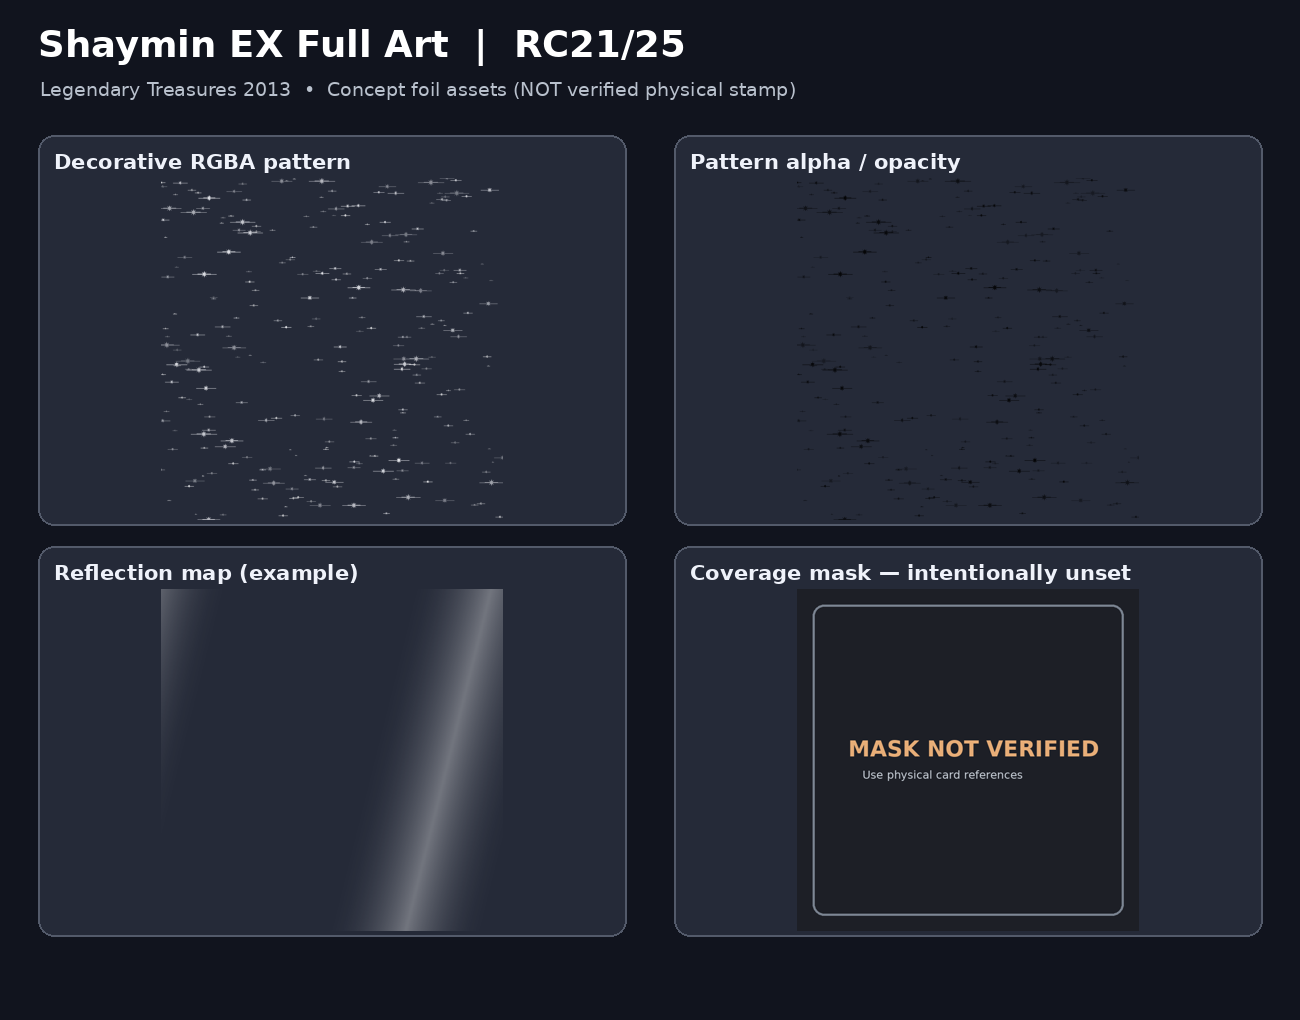 Shaymin EX Full Art | RC21/25
Legendary Treasures 2013 • Concept foil assets (NOT verified physical stamp)
Decorative RGBA pattern
Pattern alpha / opacity
Reflection map (example)
Coverage mask — intentionally unset
MASK NOT VERIFIED
Use physical card references